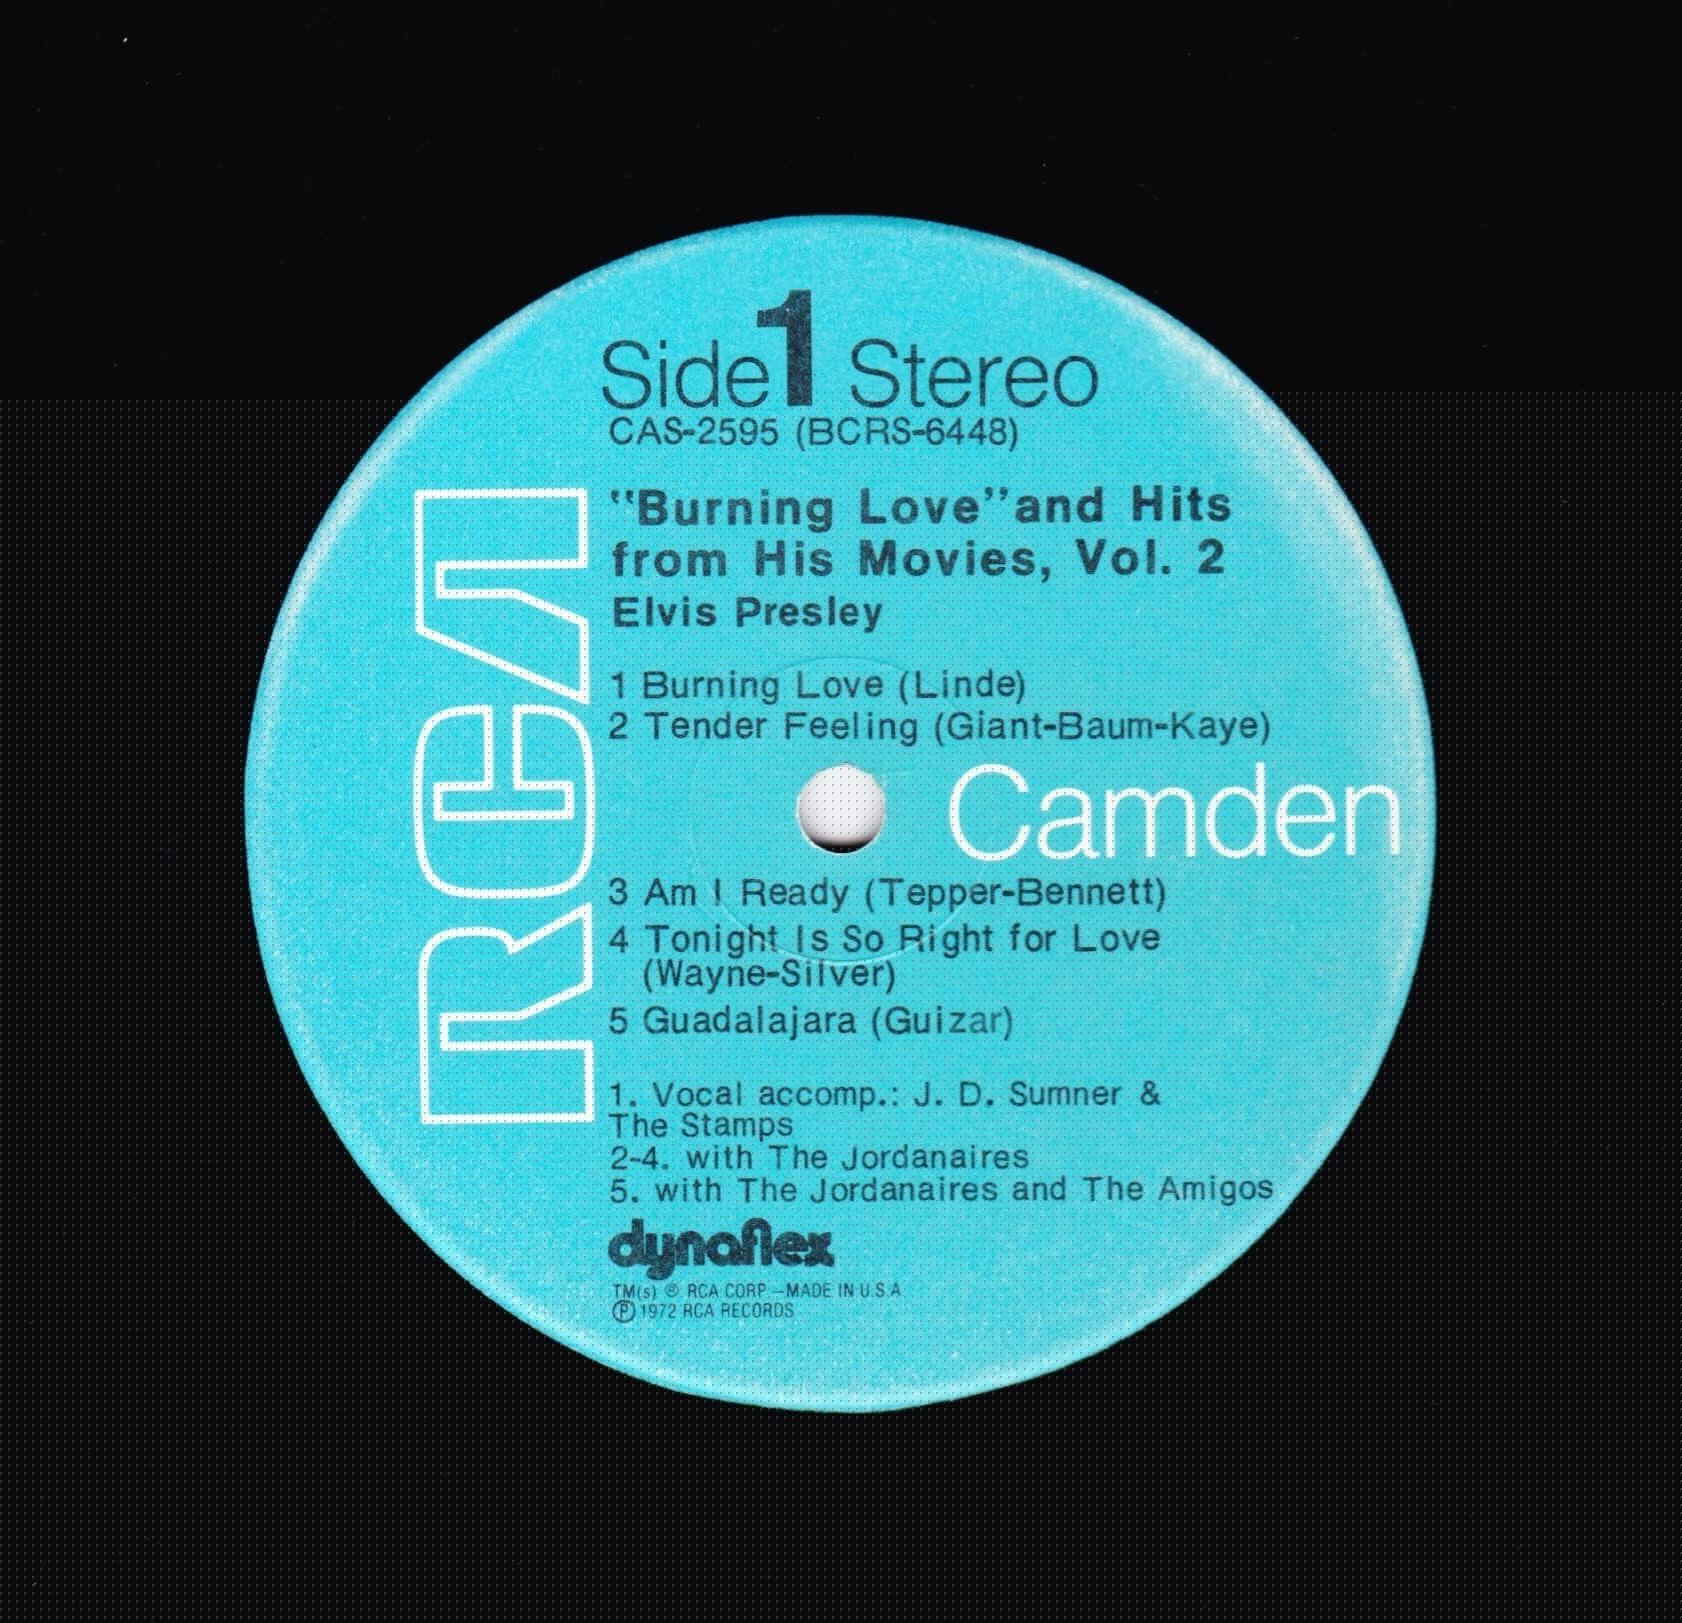 Side 1 Stereo
CAS-2595 (BCRS-6448)
"Burning Love" and Hits
from His Movies, Vol. 2
Elvis Presley
1 Burning Love (Linde)
2 Tender Feeling (Giant-Baum-Kaye)
RCA
Camden
3 Am I Ready (Tepper-Bennett)
4 Tonight Is So Right for Love
(Wayne-Silver)
5 Guadalajara (Guizar)
1. Vocal accomp.: J. D. Sumner &
The Stamps
2-4. with The Jordanaires
5. with The Jordanaires and The Amigos
dynaflex
TM(s) ® RCA CORP.—MADE IN U.S.A
℗ 1972 RCA RECORDS